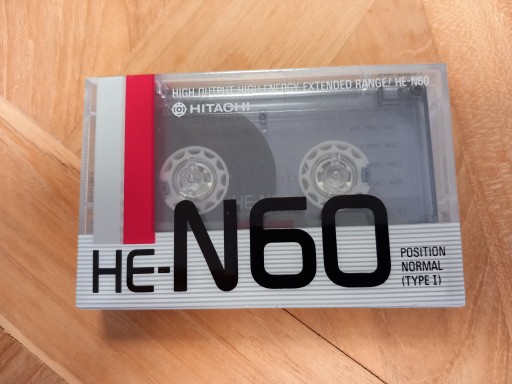 HIGH OUTPUT HIGH ENERGY EXTENDED RANGE/ HE-N60
HITACHI
HE-N60
POSITION
NORMAL
(TYPE I)